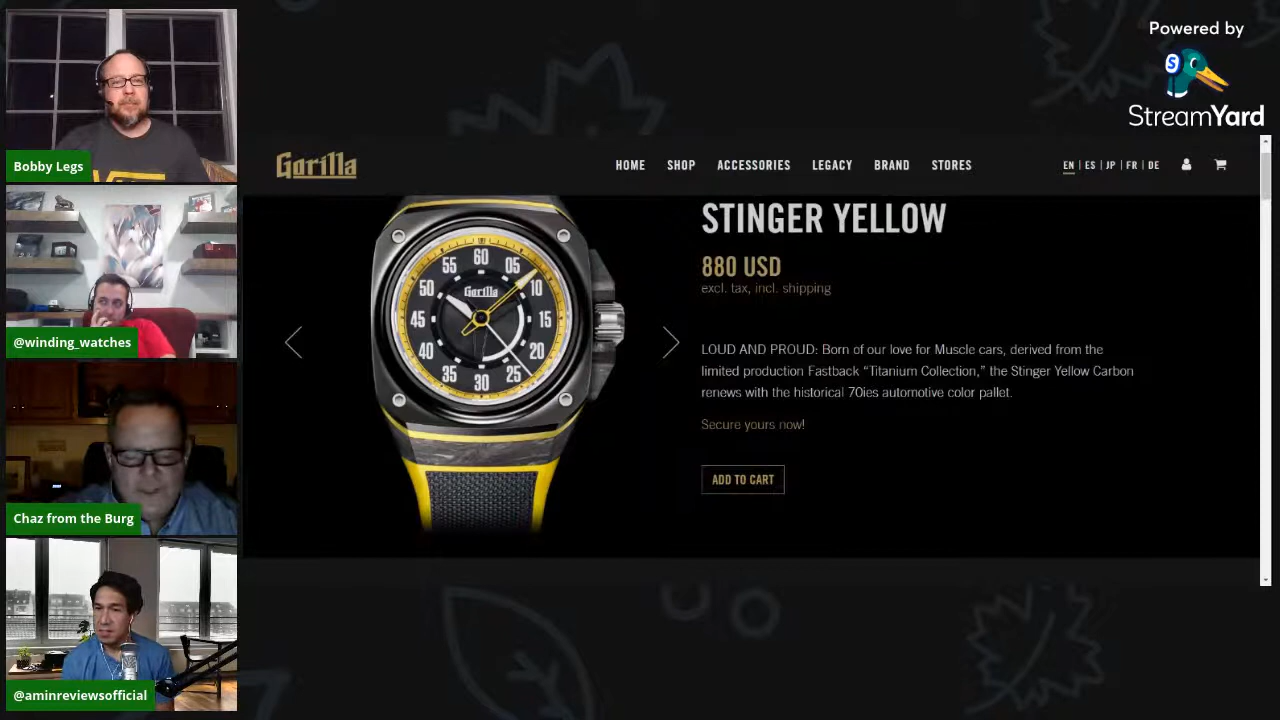 Powered by
StreamYard
Bobby Legs
@winding_watches
Chaz from the Burg
@aminreviewsofficial
Gorilla
HOME SHOP ACCESSORIES LEGACY BRAND STORES
EN | ES | JP | FR | DE
STINGER YELLOW
880 USD
excl. tax, incl. shipping
LOUD AND PROUD: Born of our love for Muscle cars, derived from the
limited production Fastback “Titanium Collection,” the Stinger Yellow Carbon
renews with the historical 70ies automotive color pallet.
Secure yours now!
ADD TO CART
60
05
10
15
20
25
30
35
40
45
50
55
Gorilla